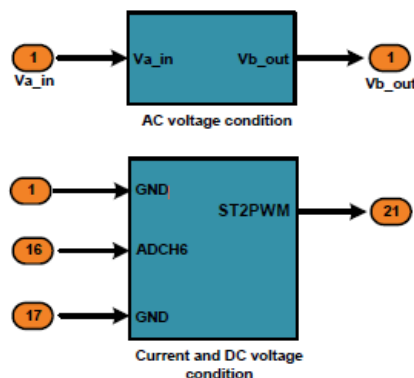 1
Va_in
Va_in
Vb_out
1
Vb_out
AC voltage condition
1
GND
ST2PWM
21
16
ADCH6
17
GND
Current and DC voltage
condition